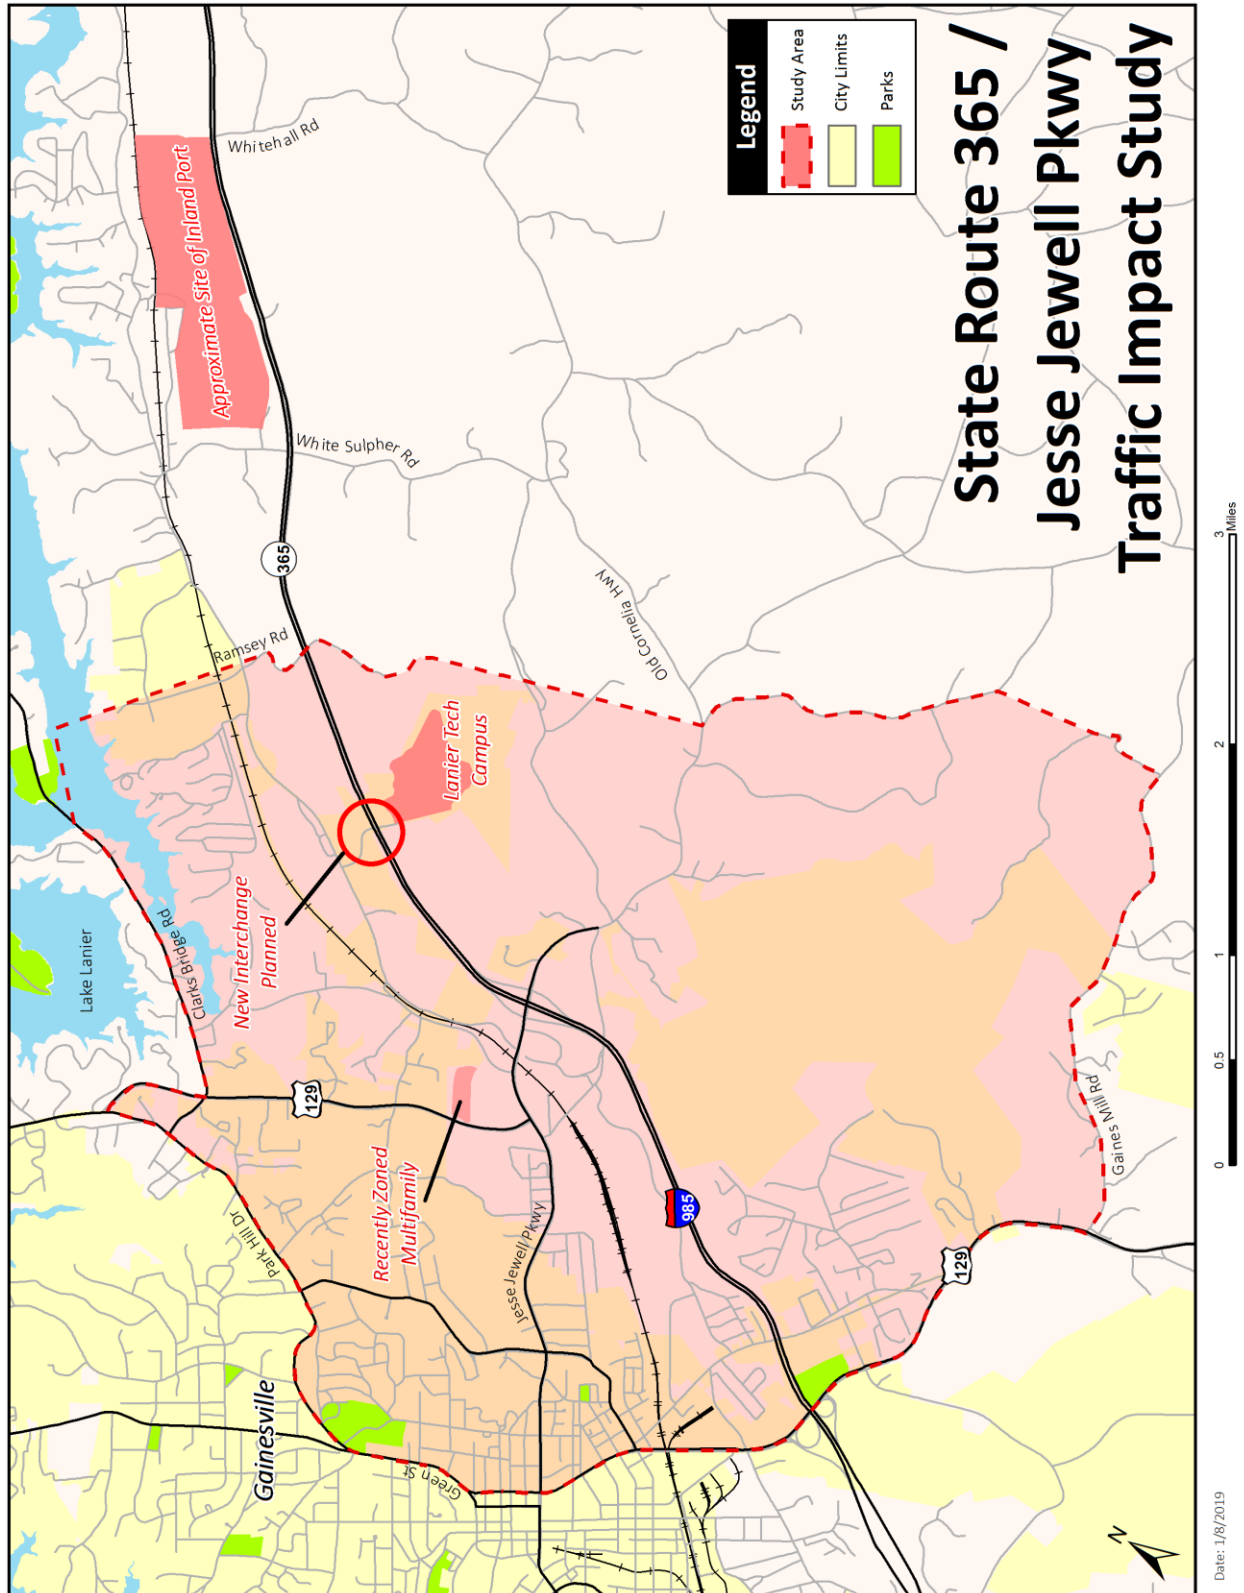 State Route 365 /
Jesse Jewell Pkwy
Traffic Impact Study
Legend
Study Area
City Limits
Parks
Whitehall Rd
Approximate Site of Inland Port
White Sulpher Rd
365
Ramsey Rd
Old Cornelia Hwy
Lanier Tech
Campus
New Interchange
Planned
Clarks Bridge Rd
Lake Lanier
129
Recently Zoned
Multifamily
Park Hill Dr
Jesse Jewell Pkwy
985
Gaines Mill Rd
129
Gainesville
Green St
N
0
0.5
1
2
3
Miles
Date: 1/8/2019